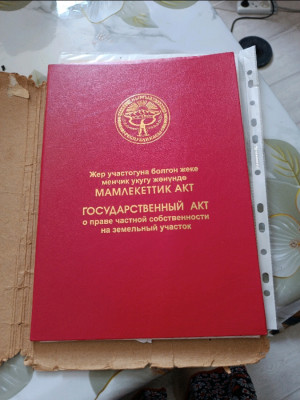 Жер участогуна болгон жеке
менчик укугу жөнүндө
МАМЛЕКЕТТИК АКТ
ГОСУДАРСТВЕННЫЙ АКТ
о праве частной собственности
на земельный участок